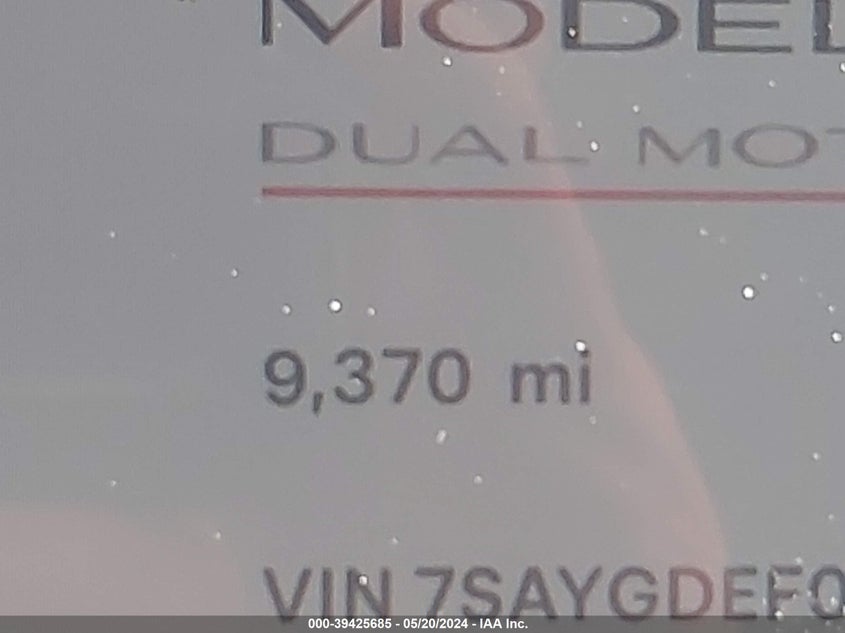 MODEL
DUAL MOT
9,370 mi
VIN 7SAYGDEF0
000-39425685 - 05/20/2024 - IAA Inc.